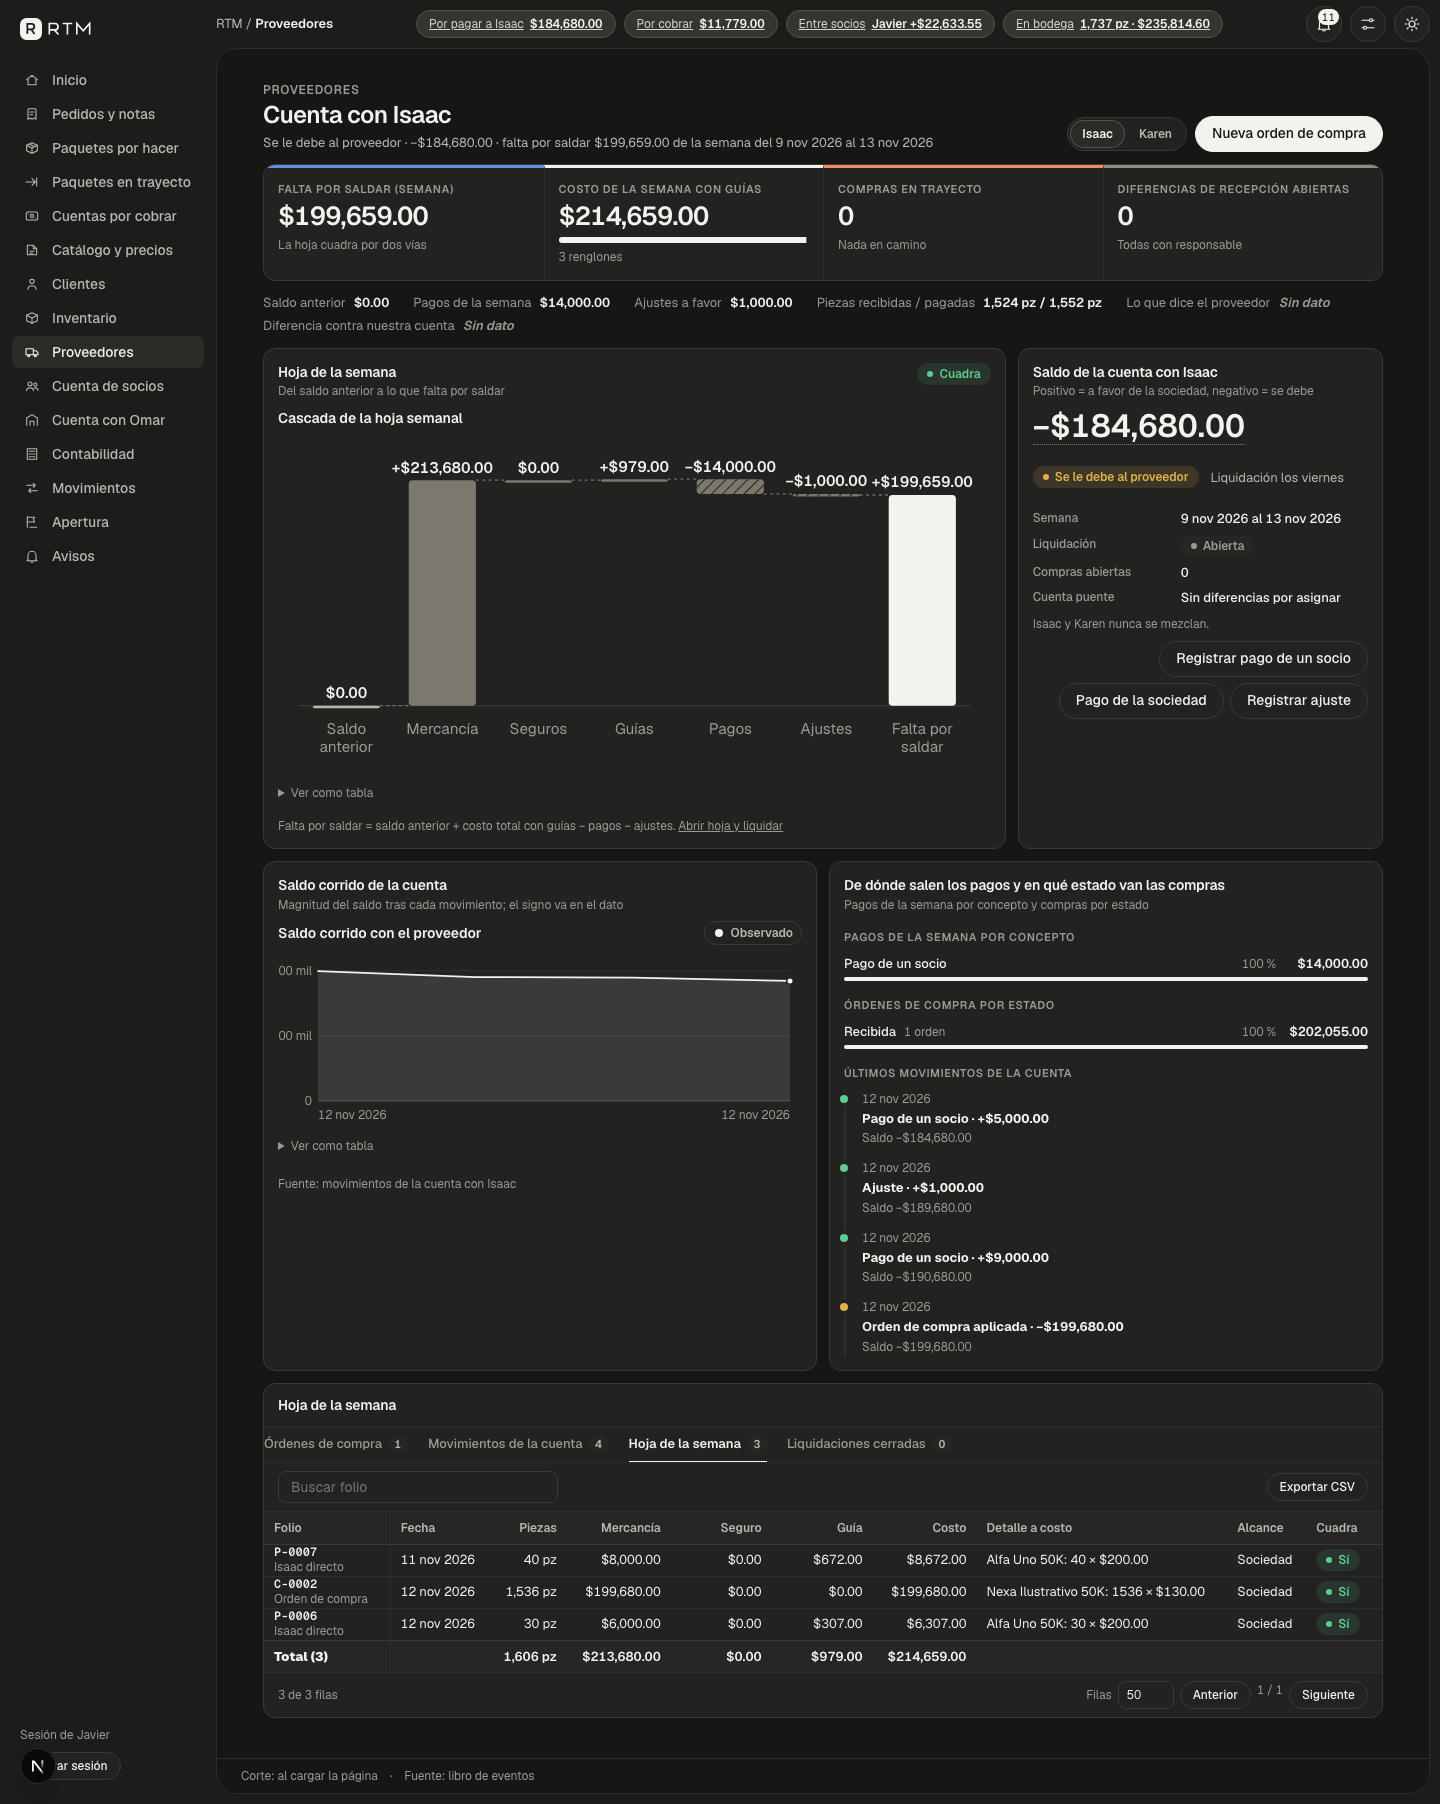 R RTM
RTM / Proveedores
Por pagar a Isaac $184,680.00
Por cobrar $11,779.00
Entre socios Javier +$22,633.55
En bodega 1,737 pz · $235,814.60
11
Inicio
Pedidos y notas
Paquetes por hacer
Paquetes en trayecto
Cuentas por cobrar
Catálogo y precios
Clientes
Inventario
Proveedores
Cuenta de socios
Cuenta con Omar
Contabilidad
Movimientos
Apertura
Avisos
PROVEEDORES
Cuenta con Isaac
Se le debe al proveedor · −$184,680.00 · falta por saldar $199,659.00 de la semana del 9 nov 2026 al 13 nov 2026
Isaac Karen
Nueva orden de compra
FALTA POR SALDAR (SEMANA)
$199,659.00
La hoja cuadra por dos vías
COSTO DE LA SEMANA CON GUÍAS
$214,659.00
3 renglones
COMPRAS EN TRAYECTO
0
Nada en camino
DIFERENCIAS DE RECEPCIÓN ABIERTAS
0
Todas con responsable
Saldo anterior $0.00 Pagos de la semana $14,000.00 Ajustes a favor $1,000.00 Piezas recibidas / pagadas 1,524 pz / 1,552 pz Lo que dice el proveedor Sin dato
Diferencia contra nuestra cuenta Sin dato
Hoja de la semana
Cuadra
Del saldo anterior a lo que falta por saldar
Cascada de la hoja semanal
+$213,680.00 $0.00 +$979.00 −$14,000.00 −$1,000.00 +$199,659.00
$0.00
Saldo anterior
Mercancía
Seguros
Guías
Pagos
Ajustes
Falta por saldar
Ver como tabla
Falta por saldar = saldo anterior + costo total con guías − pagos − ajustes. Abrir hoja y liquidar
Saldo de la cuenta con Isaac
Positivo = a favor de la sociedad, negativo = se debe
−$184,680.00
Se le debe al proveedor Liquidación los viernes
Semana 9 nov 2026 al 13 nov 2026
Liquidación Abierta
Compras abiertas 0
Cuenta puente Sin diferencias por asignar
Isaac y Karen nunca se mezclan.
Registrar pago de un socio
Pago de la sociedad Registrar ajuste
Saldo corrido de la cuenta
Magnitud del saldo tras cada movimiento; el signo va en el dato
Saldo corrido con el proveedor
Observado
00 mil
00 mil
0
12 nov 2026 12 nov 2026
Ver como tabla
Fuente: movimientos de la cuenta con Isaac
De dónde salen los pagos y en qué estado van las compras
Pagos de la semana por concepto y compras por estado
PAGOS DE LA SEMANA POR CONCEPTO
Pago de un socio 100 % $14,000.00
ÓRDENES DE COMPRA POR ESTADO
Recibida 1 orden 100 % $202,055.00
ÚLTIMOS MOVIMIENTOS DE LA CUENTA
12 nov 2026
Pago de un socio · +$5,000.00
Saldo −$184,680.00
12 nov 2026
Ajuste · +$1,000.00
Saldo −$189,680.00
12 nov 2026
Pago de un socio · +$9,000.00
Saldo −$190,680.00
12 nov 2026
Orden de compra aplicada · −$199,680.00
Saldo −$199,680.00
Hoja de la semana
Órdenes de compra 1 Movimientos de la cuenta 4 Hoja de la semana 3 Liquidaciones cerradas 0
Buscar folio
Exportar CSV
Folio Fecha Piezas Mercancía Seguro Guía Costo Detalle a costo Alcance Cuadra
P-0007 Isaac directo 11 nov 2026 40 pz $8,000.00 $0.00 $672.00 $8,672.00 Alfa Uno 50K: 40 × $200.00 Sociedad Sí
C-0002 Orden de compra 12 nov 2026 1,536 pz $199,680.00 $0.00 $0.00 $199,680.00 Nexa Ilustrativo 50K: 1536 × $130.00 Sociedad Sí
P-0006 Isaac directo 12 nov 2026 30 pz $6,000.00 $0.00 $307.00 $6,307.00 Alfa Uno 50K: 30 × $200.00 Sociedad Sí
Total (3) 1,606 pz $213,680.00 $0.00 $979.00 $214,659.00
3 de 3 filas
Filas 50 Anterior 1 / 1 Siguiente
Sesión de Javier
N ar sesión
Corte: al cargar la página · Fuente: libro de eventos